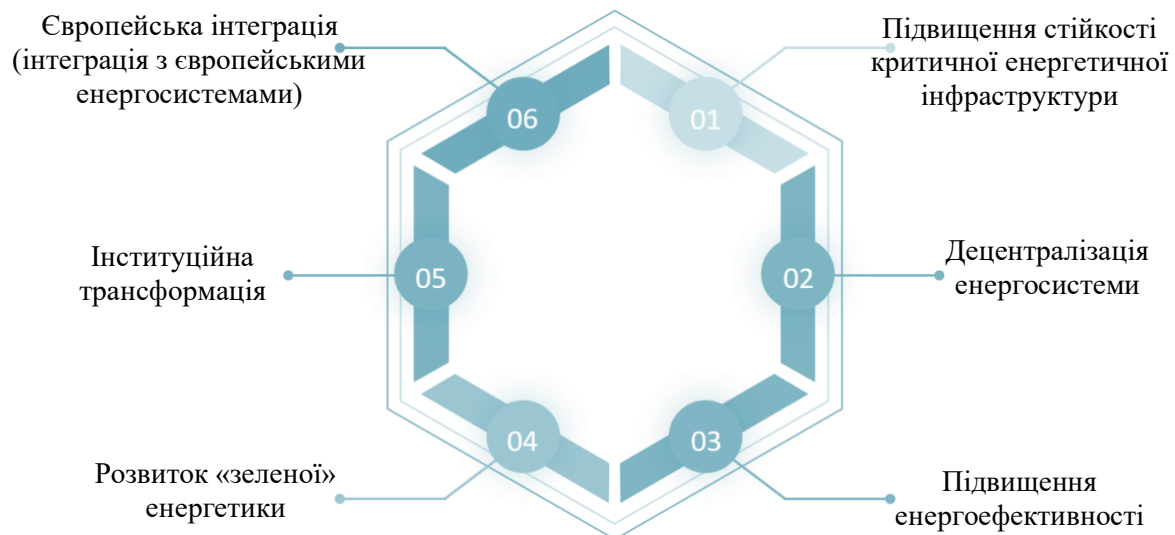 Європейська інтеграція
(інтеграція з європейськими
енергосистемами)
06
01
Підвищення стійкості
критичної енергетичної
інфраструктури
Інституційна
трансформація
05
02
Децентралізація
енергосистеми
Розвиток «зеленої»
енергетики
04
03
Підвищення
енергоефективності